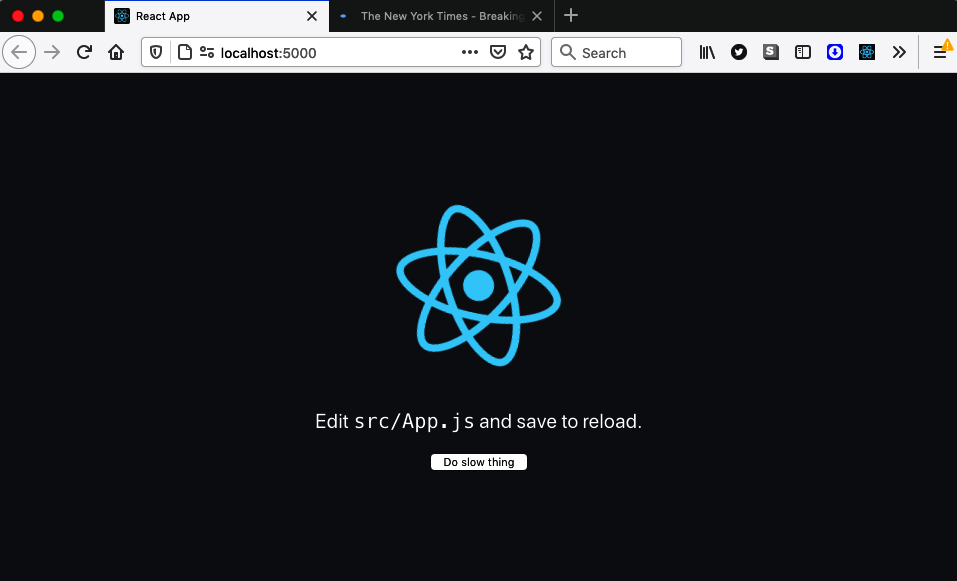 React App
The New York Times - Breaking
localhost:5000
Search
S
Edit src/App.js and save to reload.
Do slow thing